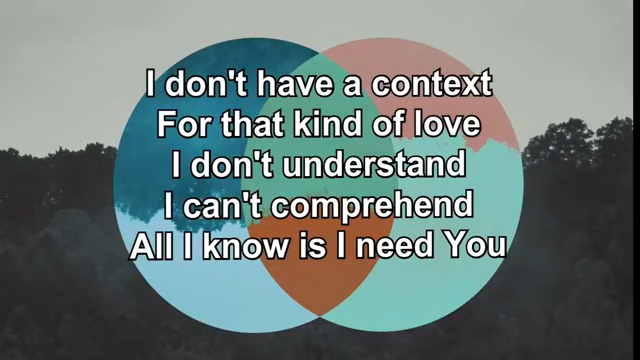 I don't have a context
For that kind of love
I don't understand
I can't comprehend
All I know is I need You